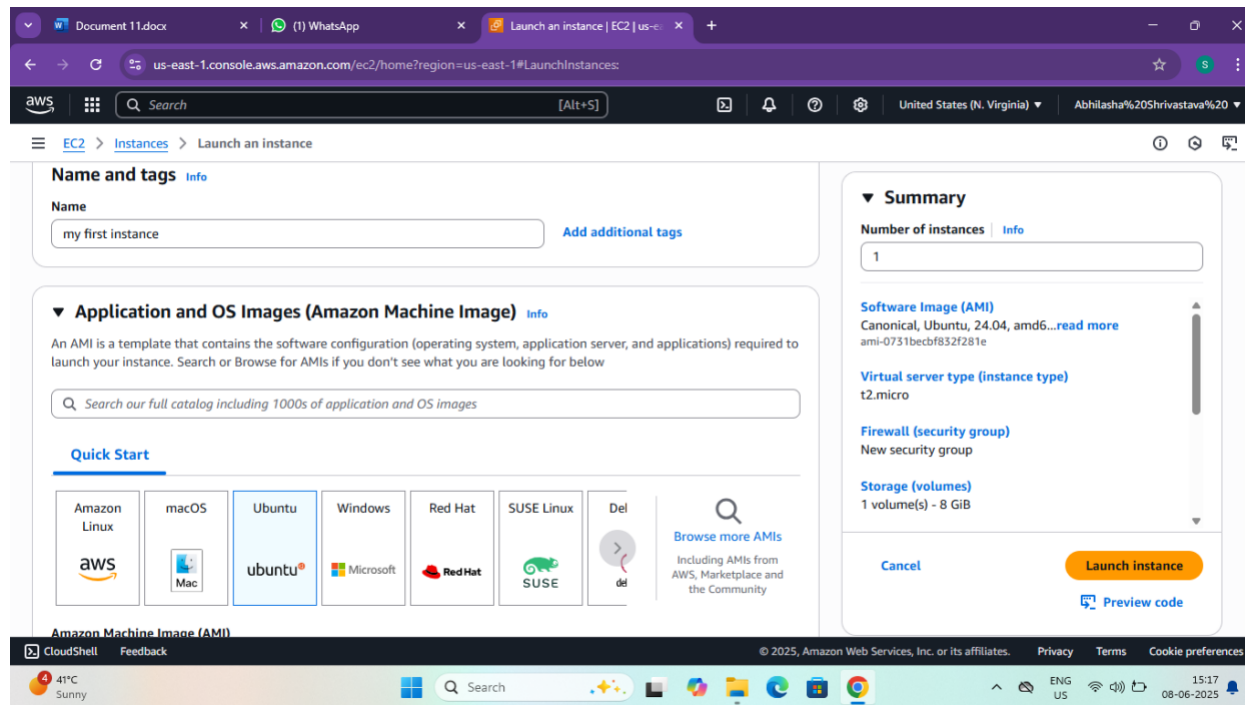 Document 11.docx
(1) WhatsApp
Launch an instance | EC2 | us-e
us-east-1.console.aws.amazon.com/ec2/home?region=us-east-1#LaunchInstances:
S
aws
Search
[Alt+S]
United States (N. Virginia)
Abhilasha%20Shrivastava%20
EC2 > Instances > Launch an instance
Name and tags Info
Name
my first instance
Add additional tags
Application and OS Images (Amazon Machine Image) Info
An AMI is a template that contains the software configuration (operating system, application server, and applications) required to
launch your instance. Search or Browse for AMIs if you don't see what you are looking for below
Search our full catalog including 1000s of application and OS images
Quick Start
Amazon Linux
aws
macOS
Mac
Ubuntu
ubuntu
Windows
Microsoft
Red Hat
RedHat
SUSE Linux
SUSE
Del
del
Browse more AMIs
Including AMIs from
AWS, Marketplace and
the Community
Amazon Machine Image (AMI)
Summary
Number of instances Info
1
Software Image (AMI)
Canonical, Ubuntu, 24.04, amd6...read more
ami-0731becbf832f281e
Virtual server type (instance type)
t2.micro
Firewall (security group)
New security group
Storage (volumes)
1 volume(s) - 8 GiB
Cancel
Launch instance
Preview code
CloudShell Feedback
© 2025, Amazon Web Services, Inc. or its affiliates. Privacy Terms Cookie preferences
4
41°C
Sunny
Search
ENG
US
15:17
08-06-2025